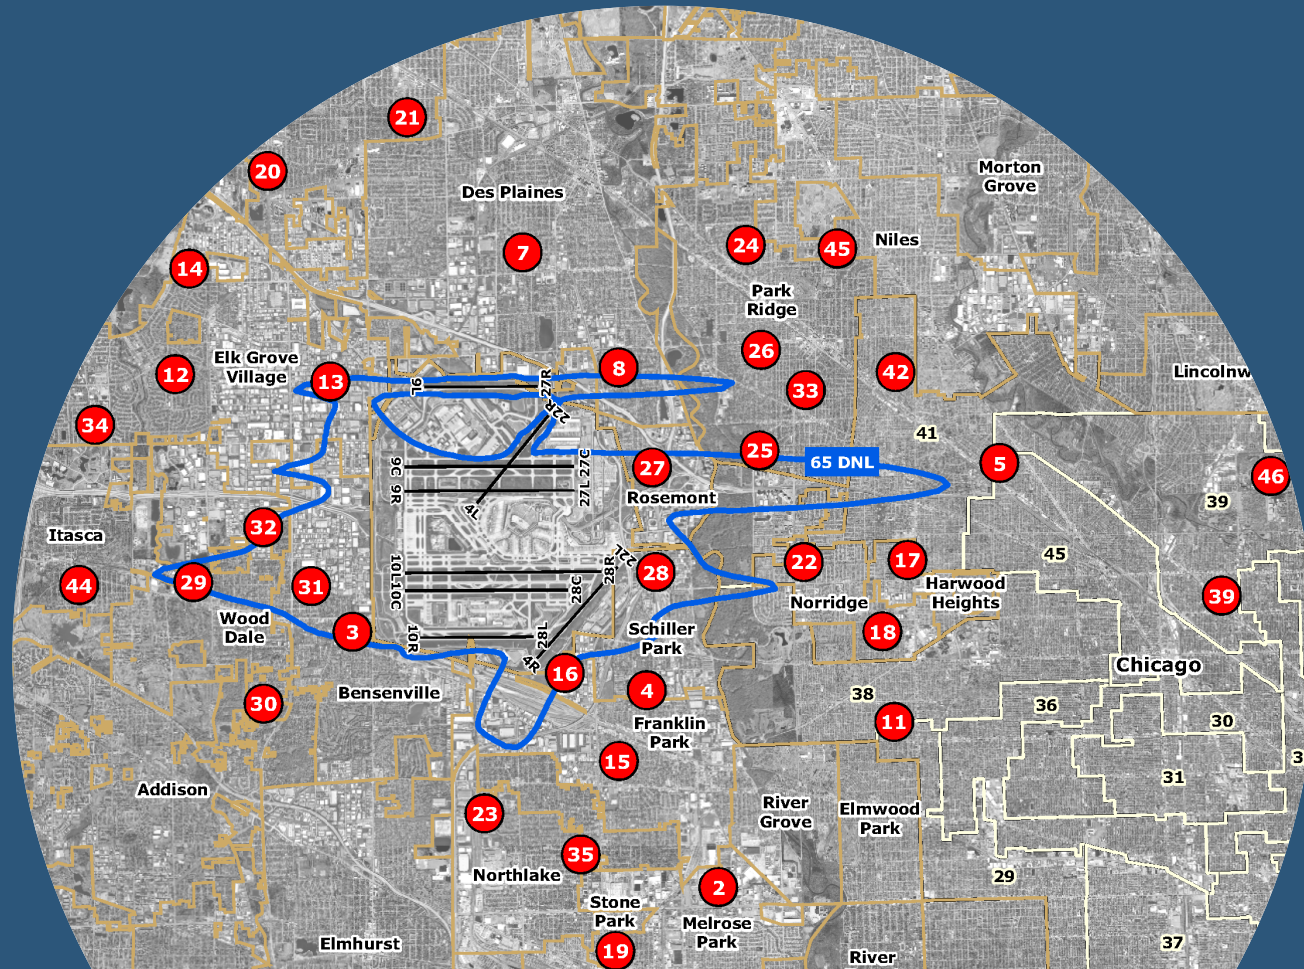 21
20
Morton
Grove
Des Plaines
7
24
45
Niles
14
Park
Ridge
26
8
Elk Grove
Village
12
13
9L
27R
42
33
Lincolnw
22R
34
41
25
65 DNL
5
9C
27C
27
46
9R
27L
Rosemont
39
4L
32
Itasca
22L
45
10L
28R
28
22
17
44
29
31
10C
28C
Harwood
Heights
39
Norridge
Wood
Dale
3
10R
28L
Schiller
Park
18
4R
16
Chicago
4
Bensenville
38
30
36
11
30
Franklin
Park
15
3
31
Addison
23
River
Grove
Elmwood
Park
35
Northlake
29
2
Stone
Park
Melrose
Park
19
Elmhurst
37
River